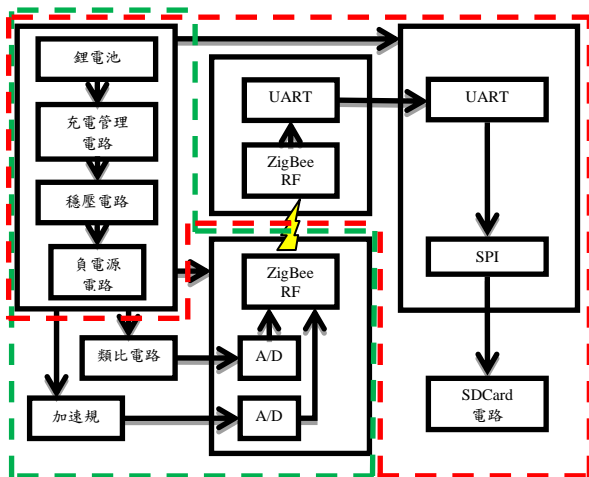 鋰電池
充電管理
電路
穩壓電路
負電源
電路
UART
ZigBee
RF
UART
SPI
ZigBee
RF
類比電路
A/D
加速規
A/D
SDCard
電路